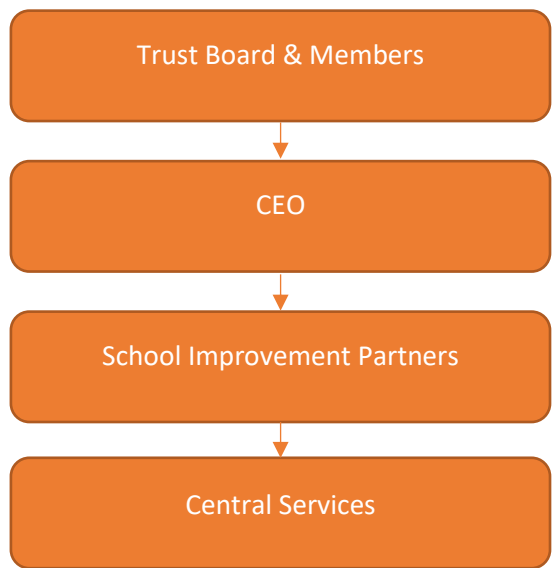 Trust Board & Members
CEO
School Improvement Partners
Central Services